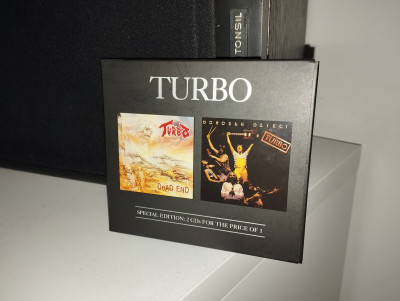 TONSIL
TURBO
TURBO
DEAD END
DOROSŁE DZIECI
TURBO
SPECIAL EDITION: 2 CDs FOR THE PRICE OF 1